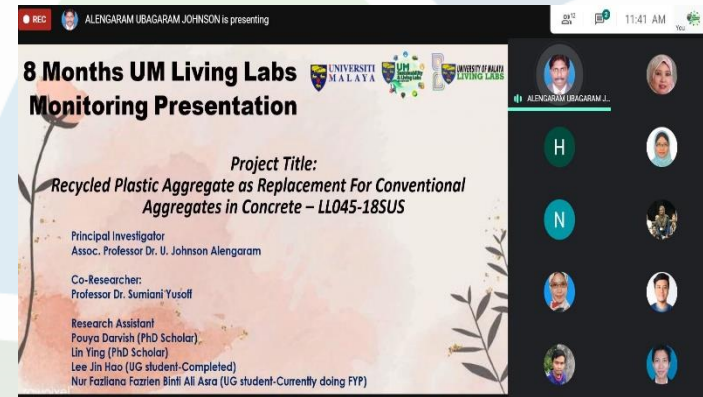 REC
ALENGARAM UBAGARAM JOHNSON is presenting
12
2
11:41 AM
You
8 Months UM Living Labs
Monitoring Presentation
UNIVERSITI
MALAYA
UM
UNIVERSITY OF MALAYA
LIVING LABS
Project Title:
Recycled Plastic Aggregate as Replacement For Conventional
Aggregates in Concrete – LL045-18SUS
Principal Investigator
Assoc. Professor Dr. U. Johnson Alengaram
Co-Researcher:
Professor Dr. Sumiani Yusoff
Research Assistant
Pouya Darvish (PhD Scholar)
Lin Ying (PhD Scholar)
Lee Jin Hao (UG student-Completed)
Nur Fazliana Fazrien Binti Ali Asra (UG student-Currently doing FYP)
ALENGARAM UBAGARAM J...
H
N